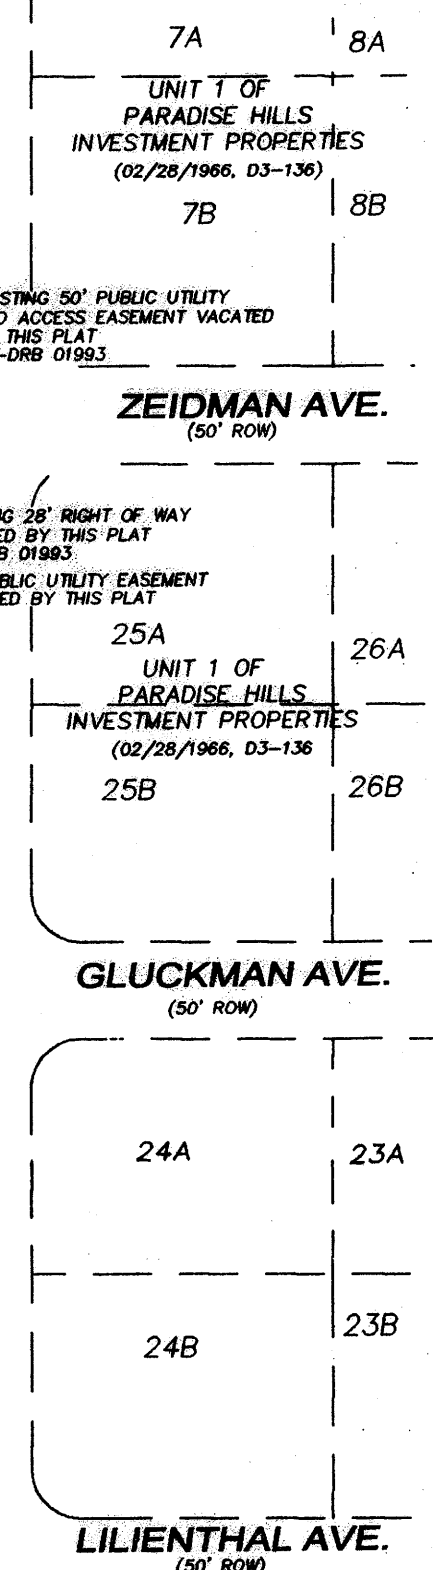 7A
8A
UNIT 1 OF
PARADISE HILLS
INVESTMENT PROPERTIES
(02/28/1966, D3-136)
7B
8B
STING 50' PUBLIC UTILITY
D ACCESS EASEMENT VACATED
THIS PLAT
-DRB 01993
ZEIDMAN AVE.
(50' ROW)
NG 28' RIGHT OF WAY
ED BY THIS PLAT
B 01993
BLIC UTILITY EASEMENT
ED BY THIS PLAT
25A
26A
UNIT 1 OF
PARADISE HILLS
INVESTMENT PROPERTIES
(02/28/1966, D3-136
25B
26B
GLUCKMAN AVE.
(50' ROW)
24A
23A
23B
24B
LILIENTHAL AVE.
(50' ROW)